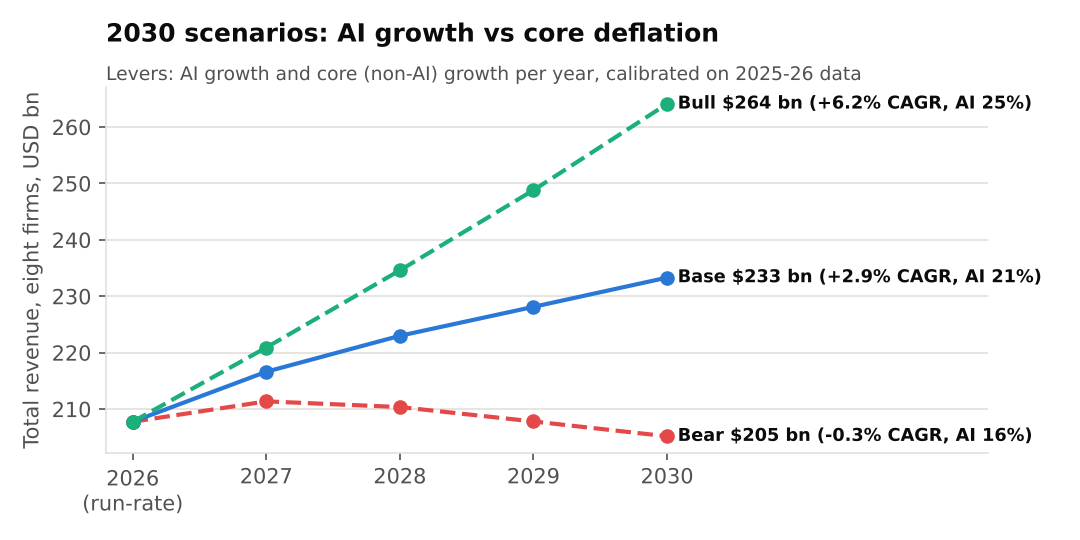 2030 scenarios: AI growth vs core deflation
Levers: AI growth and core (non-AI) growth per year, calibrated on 2025-26 data
Total revenue, eight firms, USD bn
260
250
240
230
220
210
Bull $264 bn (+6.2% CAGR, AI 25%)
Base $233 bn (+2.9% CAGR, AI 21%)
Bear $205 bn (-0.3% CAGR, AI 16%)
2026
(run-rate)
2027
2028
2029
2030